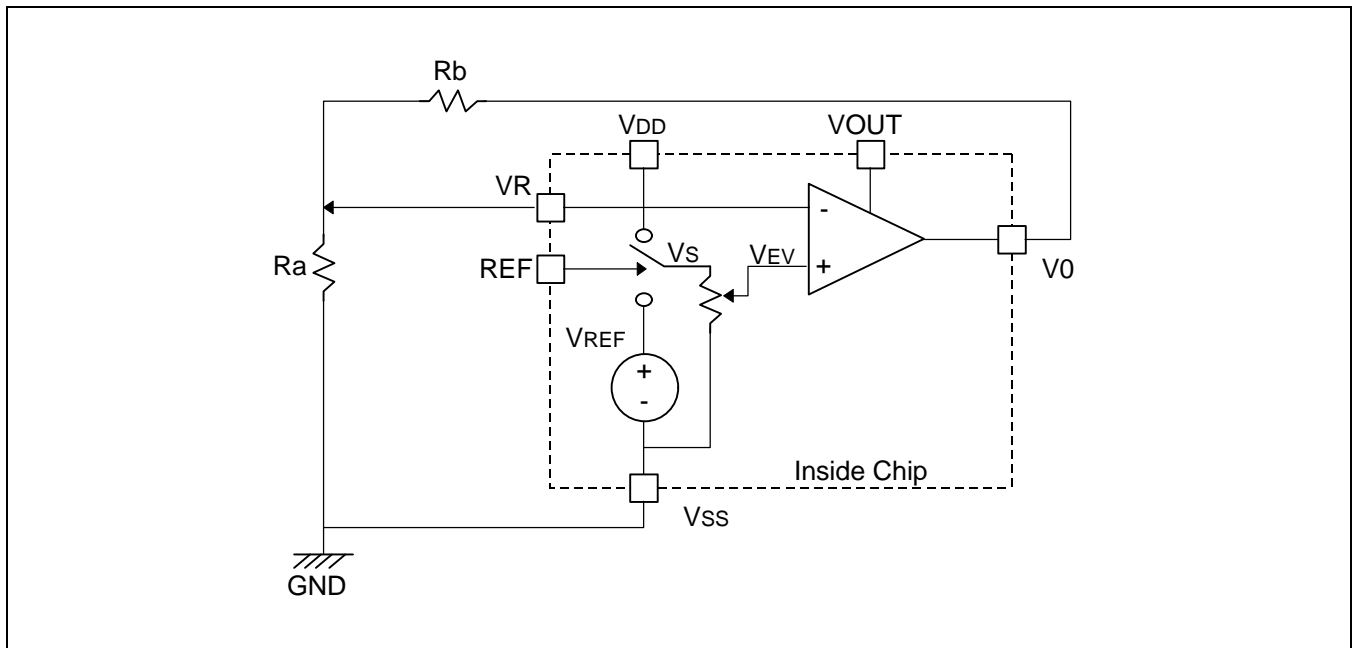 Rb
VDD
VOUT
VR
-
Ra
REF
VS
VEV
+
V0
VREF
+
-
Inside Chip
VSS
GND